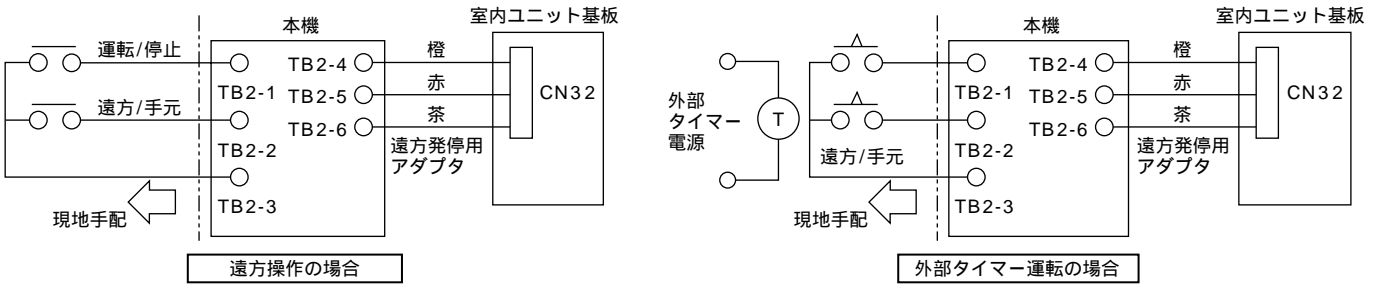 室内ユニット基板
本機
運転/停止
橙
TB2-4
TB2-1
赤
TB2-5
CN32
遠方/手元
茶
TB2-6
TB2-2
遠方発停用
アダプタ
TB2-3
現地手配
遠方操作の場合
室内ユニット基板
本機
橙
TB2-4
TB2-1
赤
TB2-5
CN32
外部
タイマー
電源
T
茶
TB2-6
遠方/手元
TB2-2
遠方発停用
アダプタ
TB2-3
現地手配
外部タイマー運転の場合